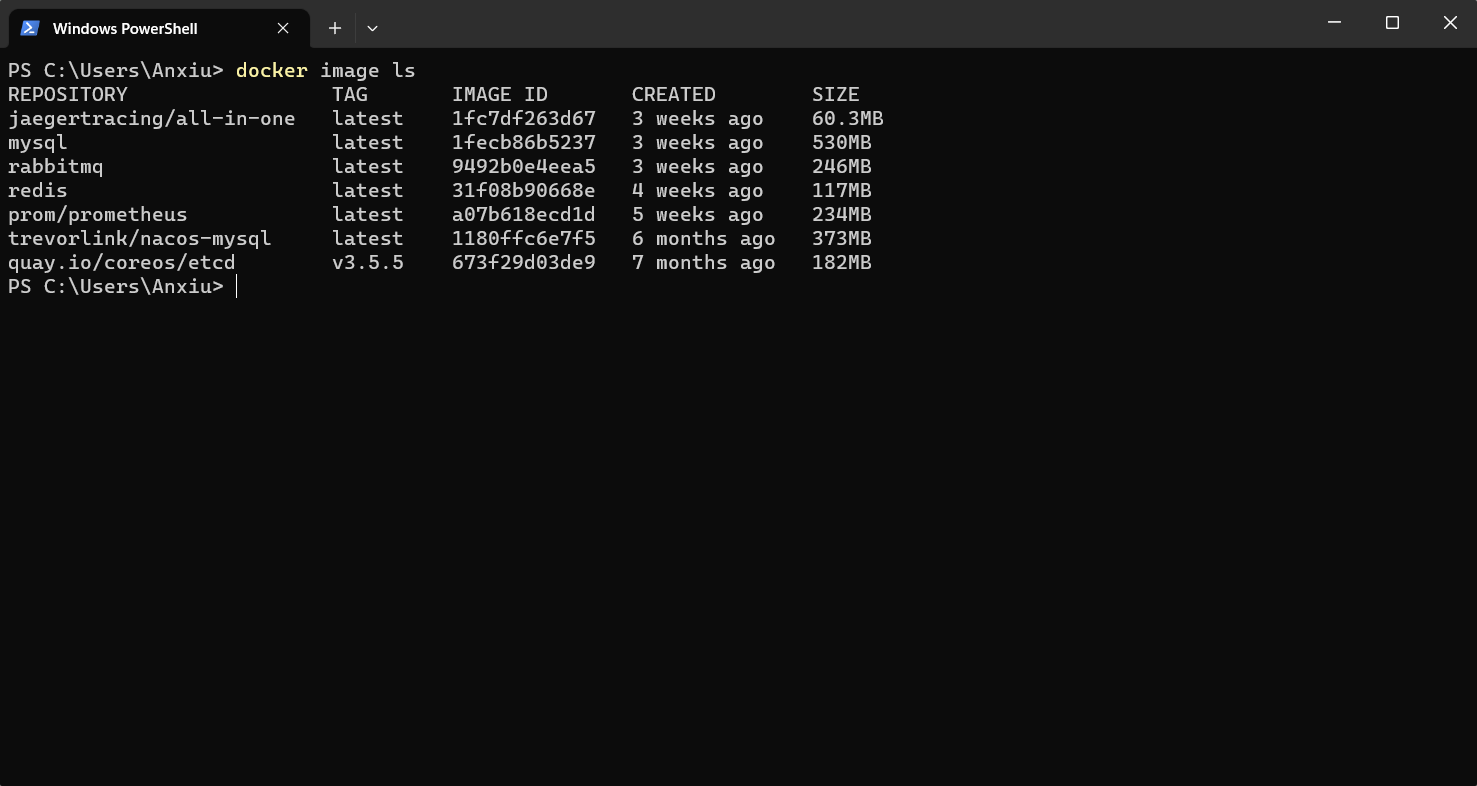 Windows PowerShell
PS C:\Users\Anxiu> docker image ls
REPOSITORY                 TAG       IMAGE ID       CREATED        SIZE
jaegertracing/all-in-one   latest    1fc7df263d67   3 weeks ago    60.3MB
mysql                      latest    1fecb86b5237   3 weeks ago    530MB
rabbitmq                   latest    9492b0e4eea5   3 weeks ago    246MB
redis                      latest    31f08b90668e   4 weeks ago    117MB
prom/prometheus            latest    a07b618ecd1d   5 weeks ago    234MB
trevorlink/nacos-mysql     latest    1180ffc6e7f5   6 months ago   373MB
quay.io/coreos/etcd        v3.5.5    673f29d03de9   7 months ago   182MB
PS C:\Users\Anxiu>